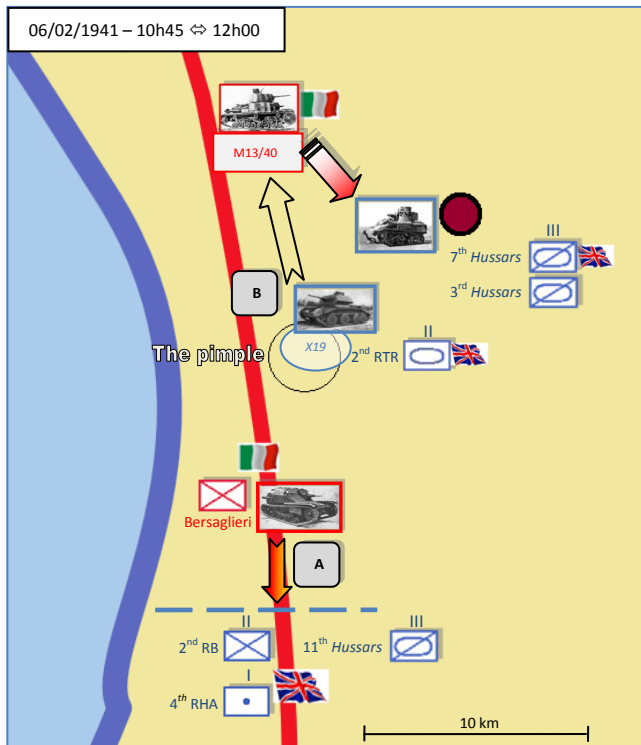 06/02/1941 – 10h45 ⇔ 12h00
M13/40
III
7th Hussars
3rd Hussars
B
X19
The pimple
2nd RTR
II
Bersaglieri
A
II
2nd RB
III
11th Hussars
I
4th RHA
10 km